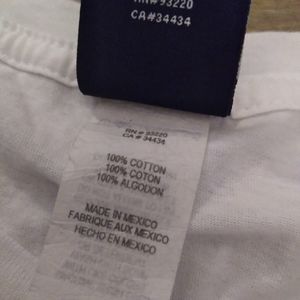 RN#93220
CA#34434
RN # 93220
CA # 34434
100% COTTON
100% COTON
100% ALGODON
MADE IN MEXICO
FABRIQUE AUX MEXICO
HECHO EN MEXICO